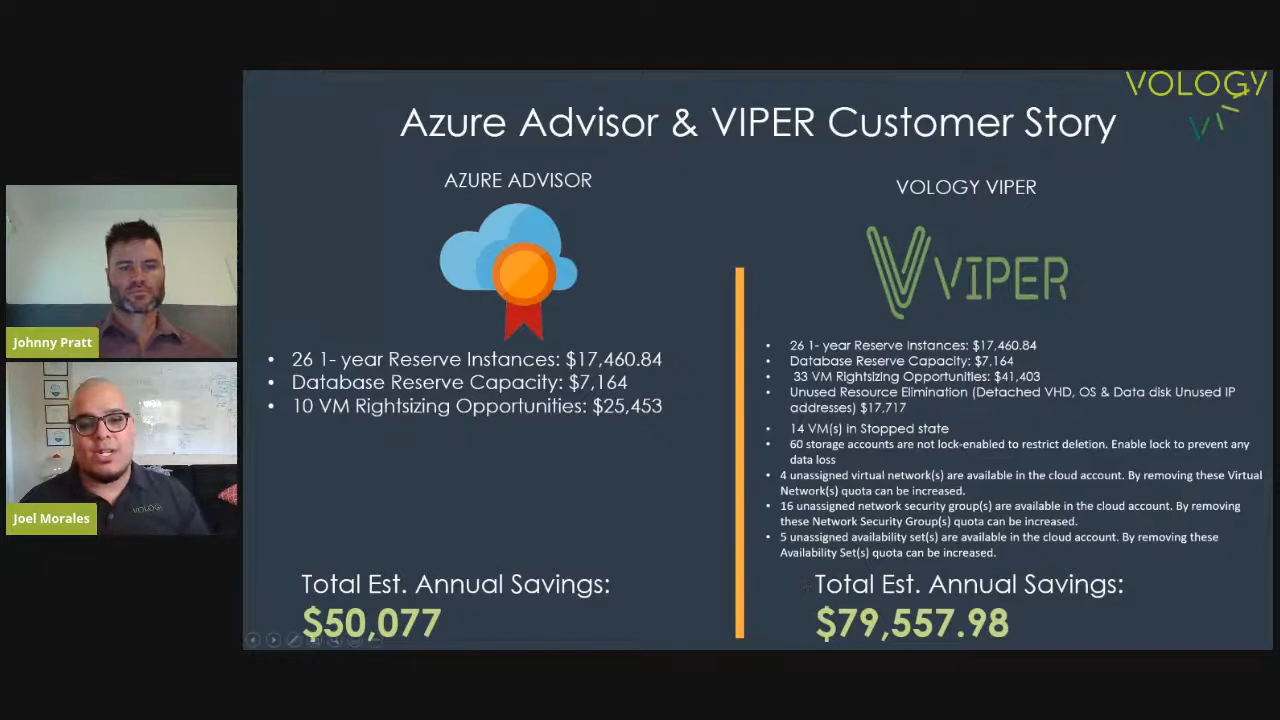 VOLOGY
Azure Advisor & VIPER Customer Story
AZURE ADVISOR
• 26 1- year Reserve Instances: $17,460.84
• Database Reserve Capacity: $7,164
• 10 VM Rightsizing Opportunities: $25,453
Total Est. Annual Savings:
$50,077
VOLOGY VIPER
VIPER
• 26 1- year Reserve Instances: $17,460.84
• Database Reserve Capacity: $7,164
• 33 VM Rightsizing Opportunities: $41,403
• Unused Resource Elimination (Detached VHD, OS & Data disk Unused IP
addresses) $17,717
• 14 VM(s) in Stopped state
• 60 storage accounts are not lock-enabled to restrict deletion. Enable lock to prevent any
data loss
• 4 unassigned virtual network(s) are available in the cloud account. By removing these Virtual
Network(s) quota can be increased.
• 16 unassigned network security group(s) are available in the cloud account. By removing
these Network Security Group(s) quota can be increased.
• 5 unassigned availability set(s) are available in the cloud account. By removing these
Availability Set(s) quota can be increased.
Total Est. Annual Savings:
$79,557.98
Johnny Pratt
Joel Morales
VOLOGY